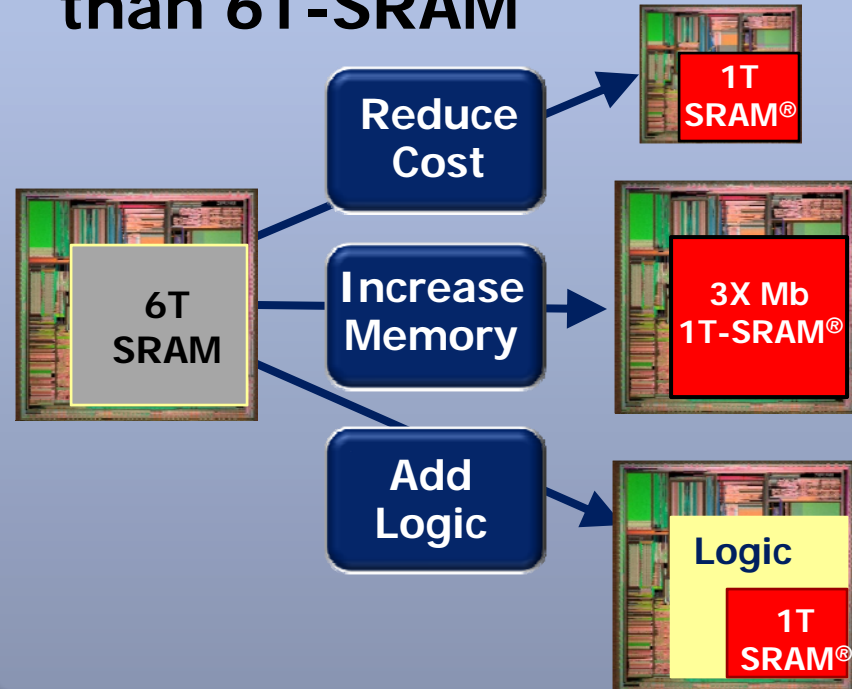 than 6T-SRAM
Reduce
Cost
1T
SRAM®
6T
SRAM
Increase
Memory
3X Mb
1T-SRAM®
Add
Logic
Logic
1T
SRAM®